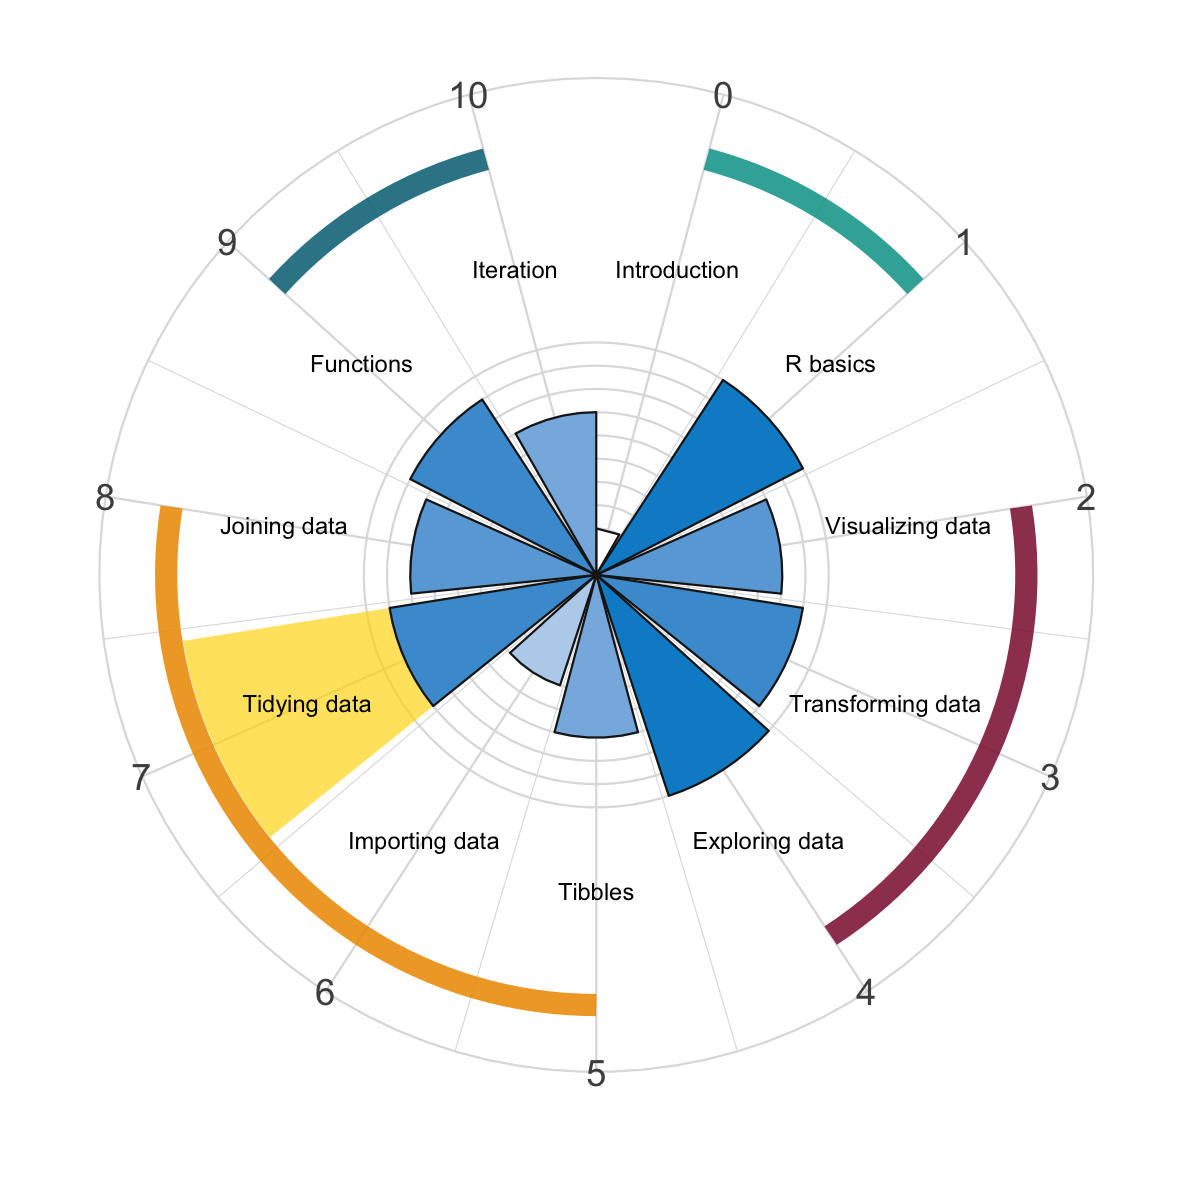 10
0
9
1
Iteration
Introduction
Functions
R basics
8
2
Joining data
Visualizing data
Tidying data
Transforming data
7
3
Importing data
Exploring data
Tibbles
6
4
5